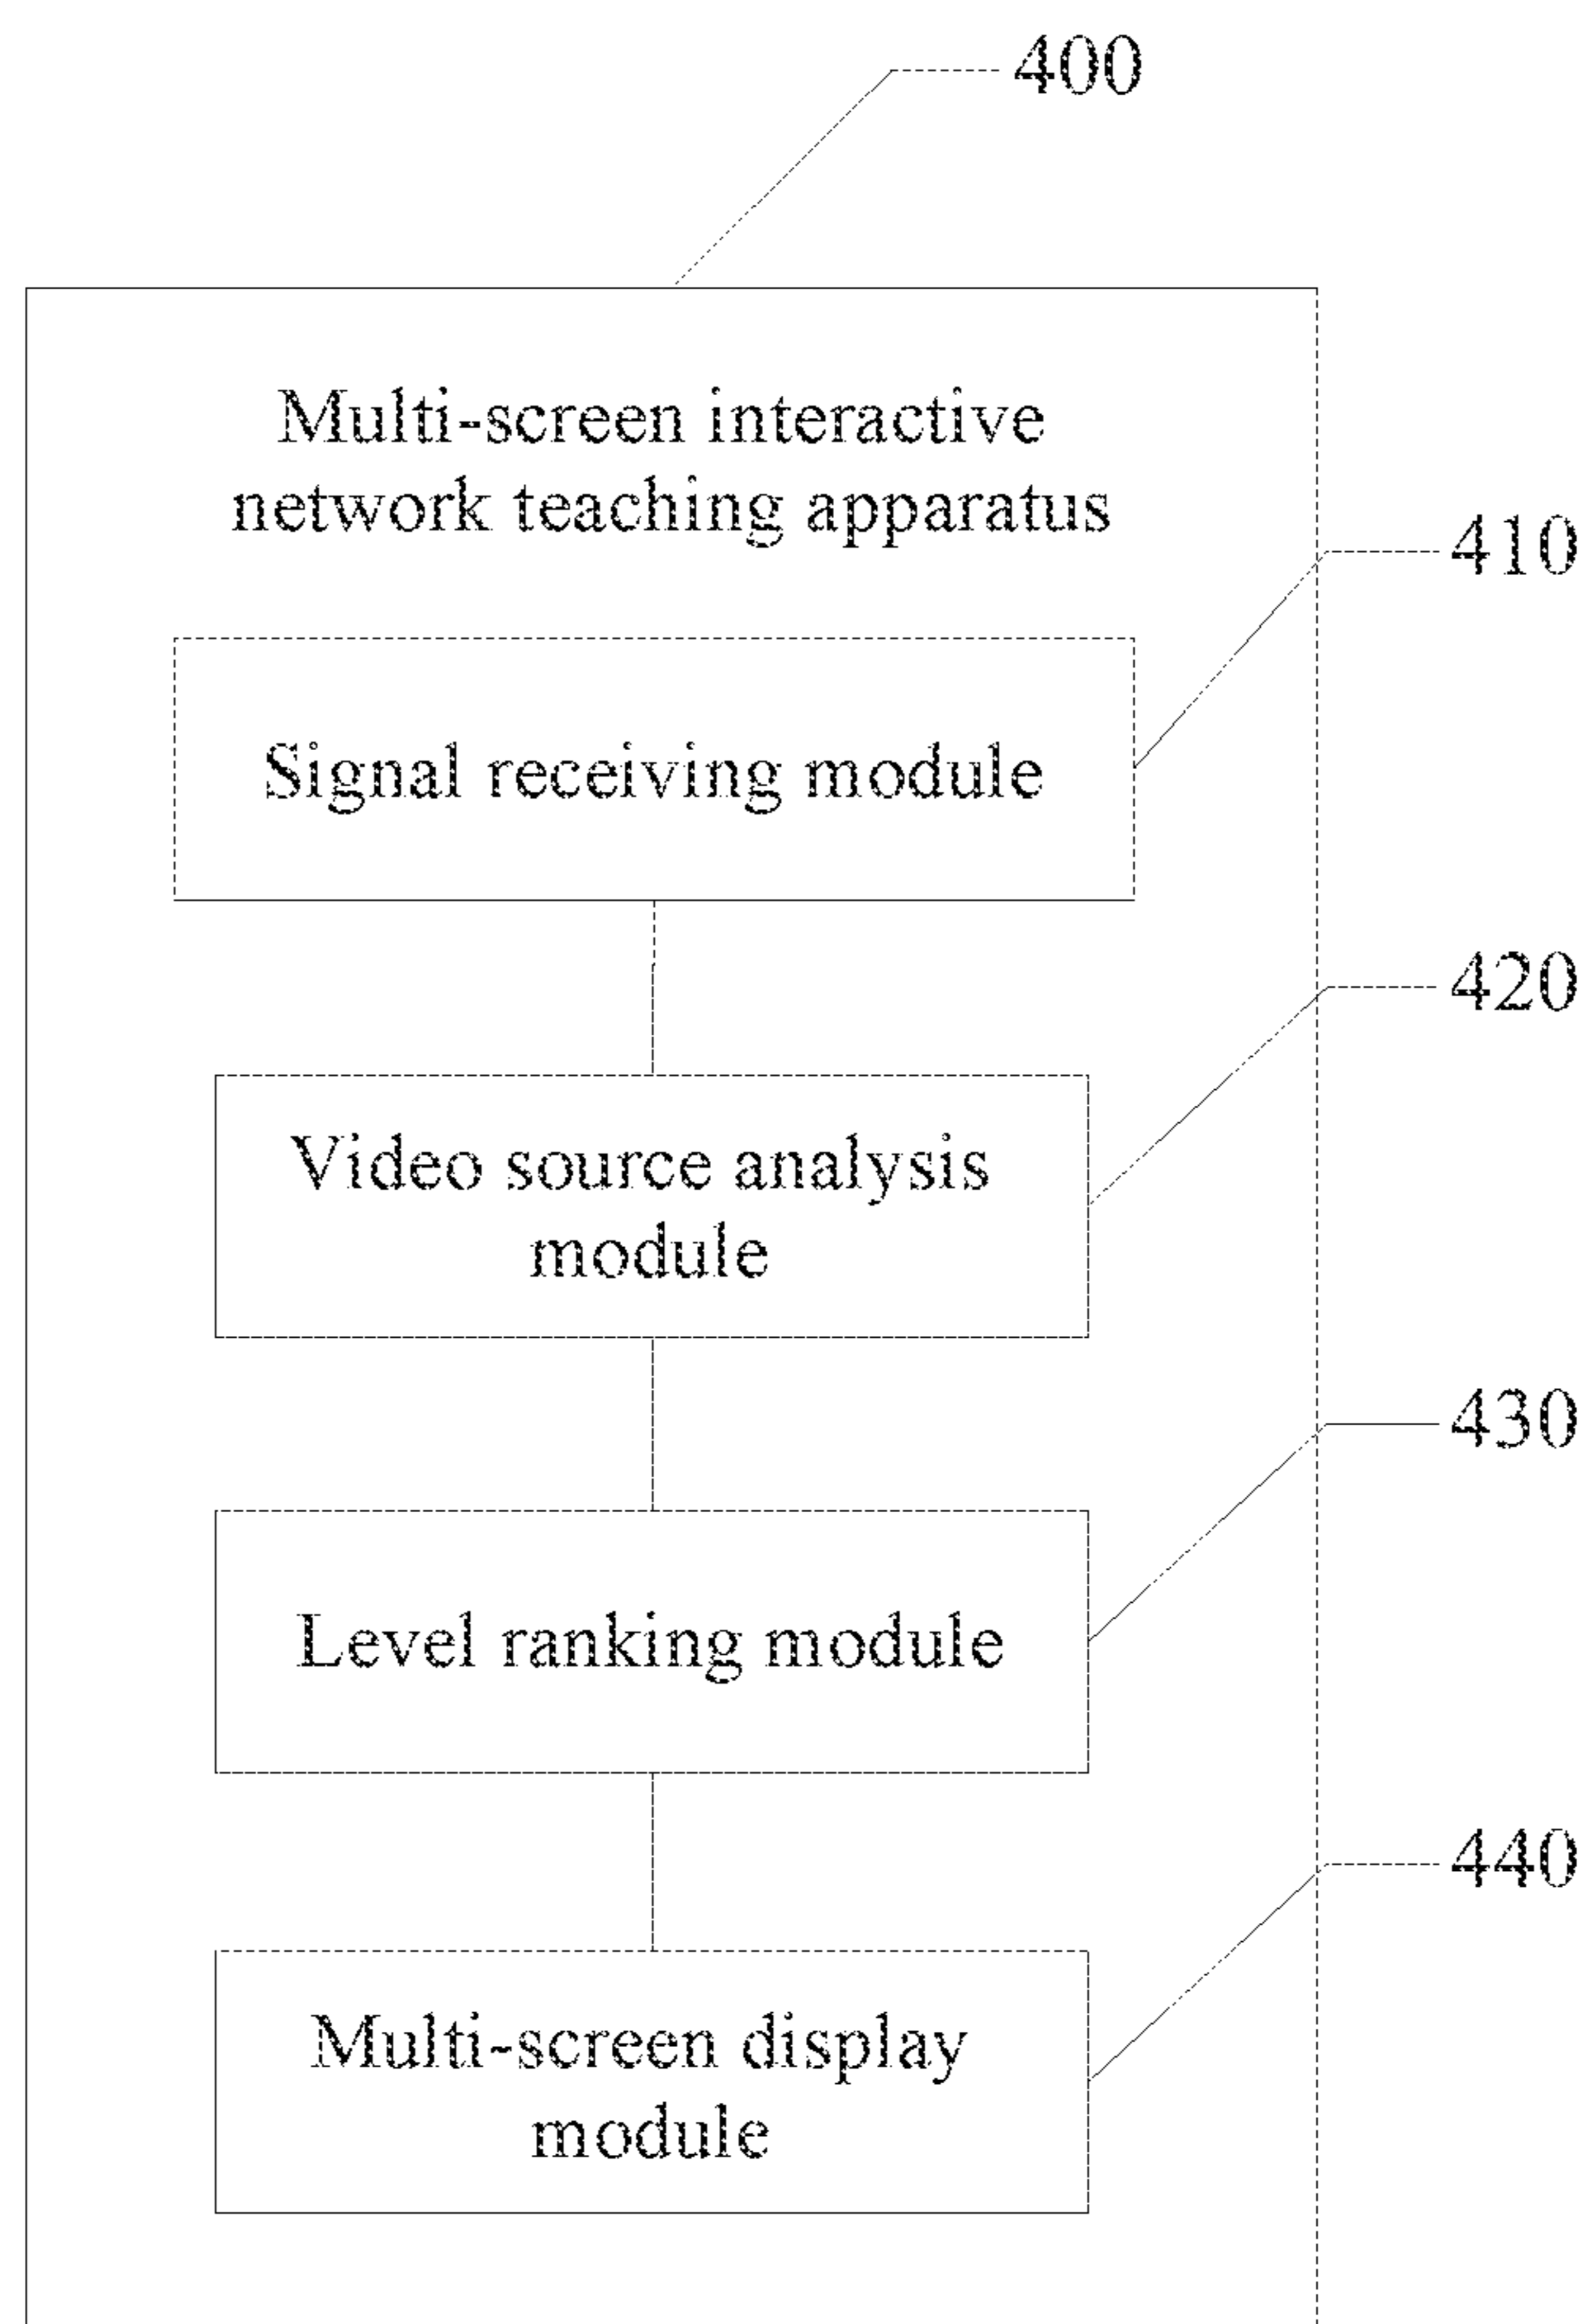 400
Multi-screen interactive
network teaching apparatus
410
Signal receiving module
420
Video source analysis
module
430
Level ranking module
440
Multi-screen display
module